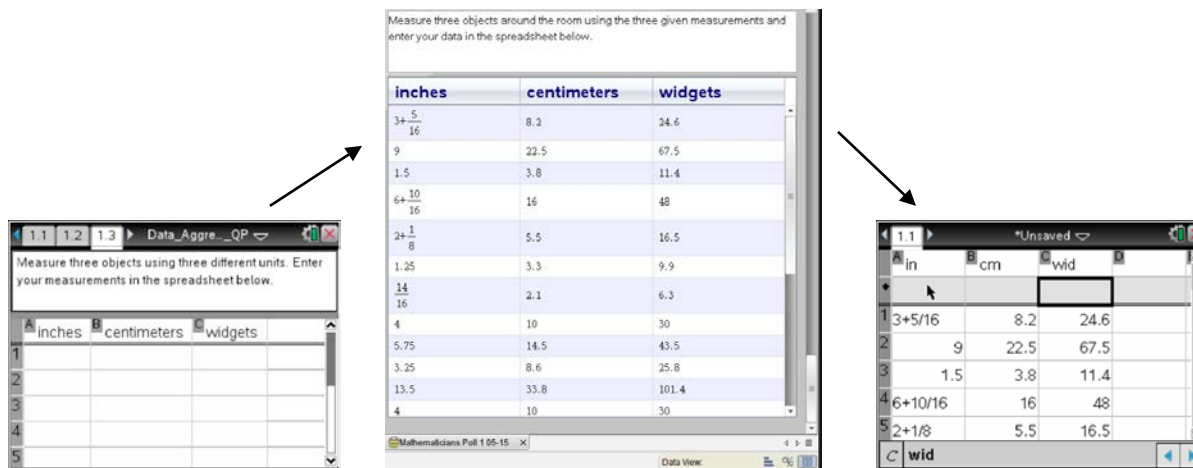 1.1 1.2 1.3 Data_Aggre..._QP
Measure three objects using three different units. Enter
your measurements in the spreadsheet below.
A inches B centimeters C widgets
1
2
3
4
5
Measure three objects around the room using the three given measurements and
enter your data in the spreadsheet below.
inches centimeters widgets
3+5/16 8.2 24.6
9 22.5 67.5
1.5 3.8 11.4
6+10/16 16 48
2+1/8 5.5 16.5
1.25 3.3 9.9
14/16 2.1 6.3
4 10 30
5.75 14.5 43.5
3.25 8.6 25.8
13.5 33.8 101.4
4 10 30
Mathematicians Poll 1 05-15
Data View:
1.1 *Unsaved
A in B cm C wid D
1 3+5/16 8.2 24.6
2 9 22.5 67.5
3 1.5 3.8 11.4
4 6+10/16 16 48
5 2+1/8 5.5 16.5
C wid